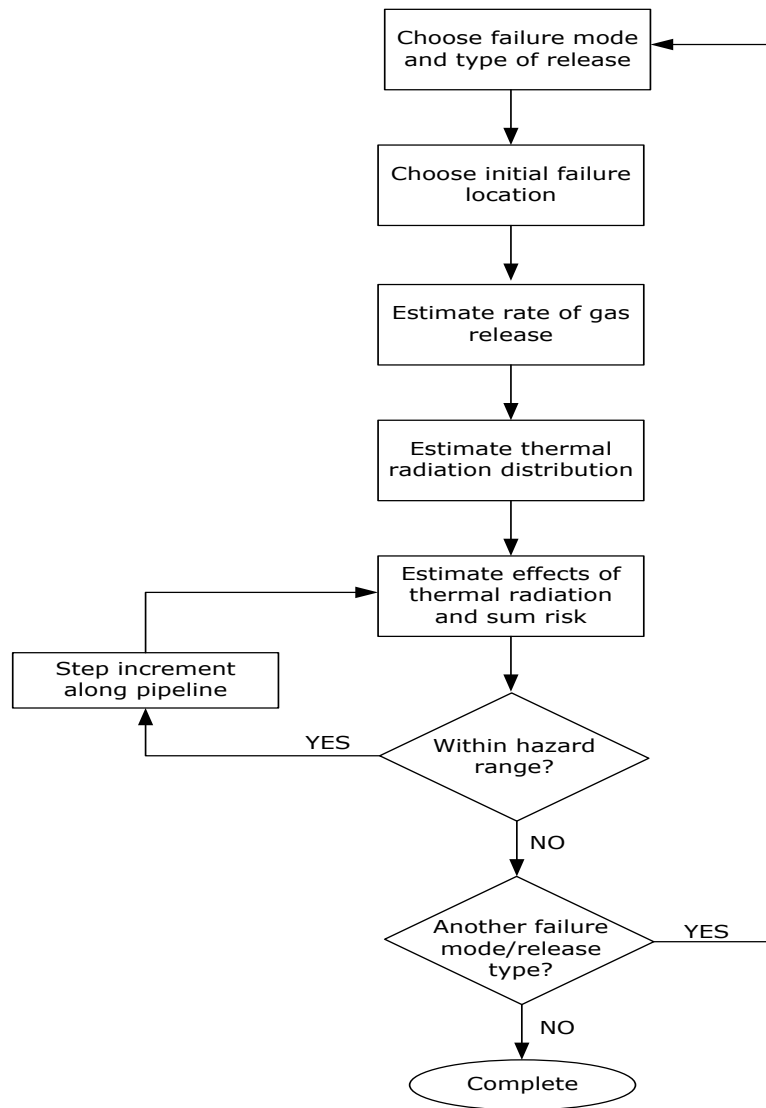 Choose failure mode
and type of release
Choose initial failure
location
Estimate rate of gas
release
Estimate thermal
radiation distribution
Estimate effects of
thermal radiation
and sum risk
Step increment
along pipeline
YES
Within hazard
range?
NO
Another failure
mode/release
type?
YES
NO
Complete